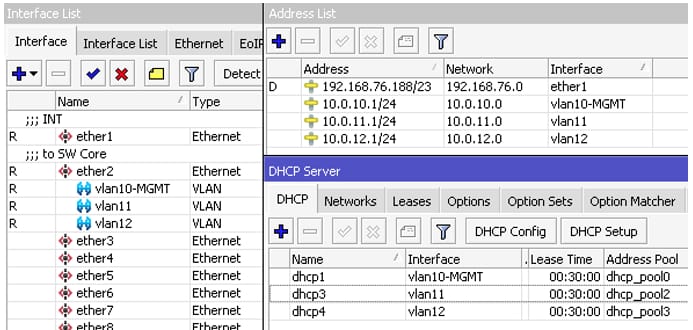 Interface List
Interface
Interface List
Ethernet
EoIP
Detect
Name
Type
;;; INT
R ether1 Ethernet
;;; to SW Core
R ether2 Ethernet
R vlan10-MGMT VLAN
R vlan11 VLAN
R vlan12 VLAN
ether3 Ethernet
ether4 Ethernet
ether5 Ethernet
ether6 Ethernet
ether7 Ethernet
ether8 Ethernet
Address List
Address Network Interface
D 192.168.76.188/23 192.168.76.0 ether1
10.0.10.1/24 10.0.10.0 vlan10-MGMT
10.0.11.1/24 10.0.11.0 vlan11
10.0.12.1/24 10.0.12.0 vlan12
DHCP Server
DHCP Networks Leases Options Option Sets Option Matcher
DHCP Config DHCP Setup
Name Interface . Lease Time Address Pool
dhcp1 vlan10-MGMT 00:30:00 dhcp_pool0
dhcp3 vlan11 00:30:00 dhcp_pool2
dhcp4 vlan12 00:30:00 dhcp_pool3